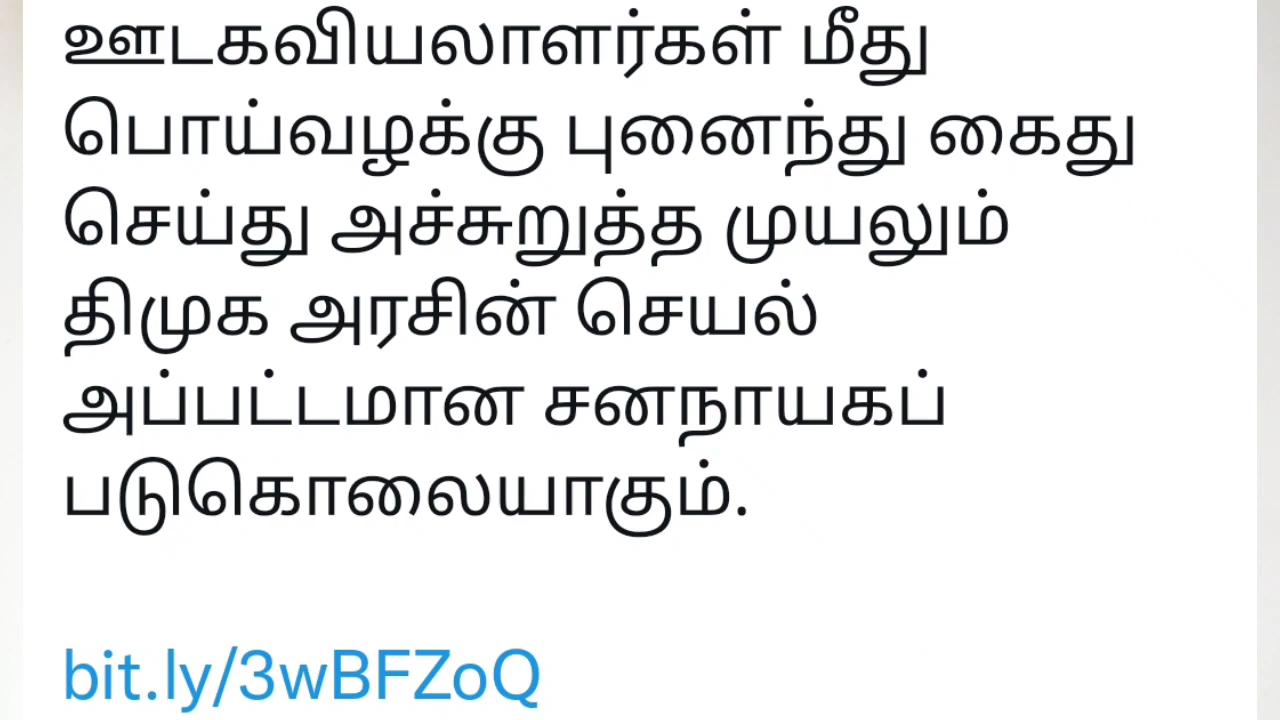 ஊடகவியலாளர்கள் மீது
பொய்வழக்கு புனைந்து கைது
செய்து அச்சுறுத்த முயலும்
திமுக அரசின் செயல்
அப்பட்டமான சனநாயகப்
படுகொலையாகும்.
bit.ly/3wBFZoQ